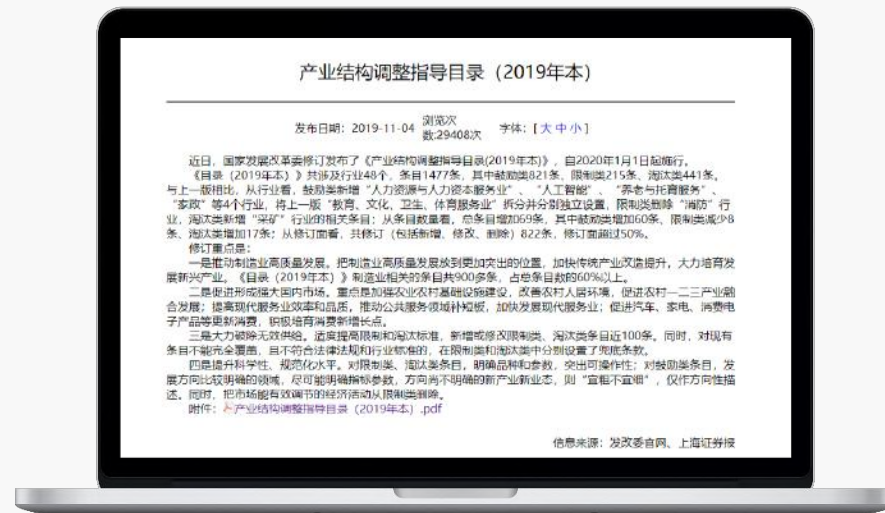 产业结构调整指导目录（2019年本）
发布日期：2019-11-04 浏览次数:29408次 字体：[ 大 中 小 ]
近日，国家发展改革委修订发布了《产业结构调整指导目录(2019年本)》，自2020年1月1日起施行。
《目录（2019年本）》共涉及行业48个，条目1477条，其中鼓励类821条、限制类215条、淘汰类441条。
与上一版相比，从行业看，鼓励类新增“人力资源与人力资本服务业”、“人工智能”、“养老与托育服务”、
“家政”等4个行业，将上一版“教育、文化、卫生、体育服务业”拆分并分别独立设置，限制类删除“消防”行
业，淘汰类新增“采矿”行业的相关条目；从条目数量看，总条目增加69条，其中鼓励类增加60条、限制类减少8
条、淘汰类增加17条；从修订面看，共修订（包括新增、修改、删除）822条，修订面超过50%。
修订重点是：
一是推动制造业高质量发展。把制造业高质量发展放到更加突出的位置，加快传统产业改造提升，大力培育发
展新兴产业。《目录（2019年本）》制造业相关的条目共900多条，占总条目数的60%以上。
二是促进形成强大国内市场。重点是加强农业农村基础设施建设，改善农村人居环境，促进农村一二三产业融
合发展；提高现代服务业效率和品质，推动公共服务领域补短板，加快发展现代服务业；促进汽车、家电、消费电
子产品等更新消费，积极培育消费新增长点。
三是大力破除无效供给。适度提高限制和淘汰标准，新增或修改限制类、淘汰类条目近100条。同时，对现有
条目不能完全覆盖，且不符合法律法规和行业标准的，在限制类和淘汰类中分别设置了兜底条款。
四是提升科学性、规范化水平。对限制类、淘汰类条目，明确品种和参数，突出可操作性；对鼓励类条目，发
展方向比较明确的领域，尽可能明确指标参数，方向尚不明确的新产业新业态，则“宜粗不宜细”，仅作方向性描
述。同时，把市场能有效调节的经济活动从限制类删除。
附件：产业结构调整指导目录（2019年本）.pdf
信息来源：发改委官网、上海证券报